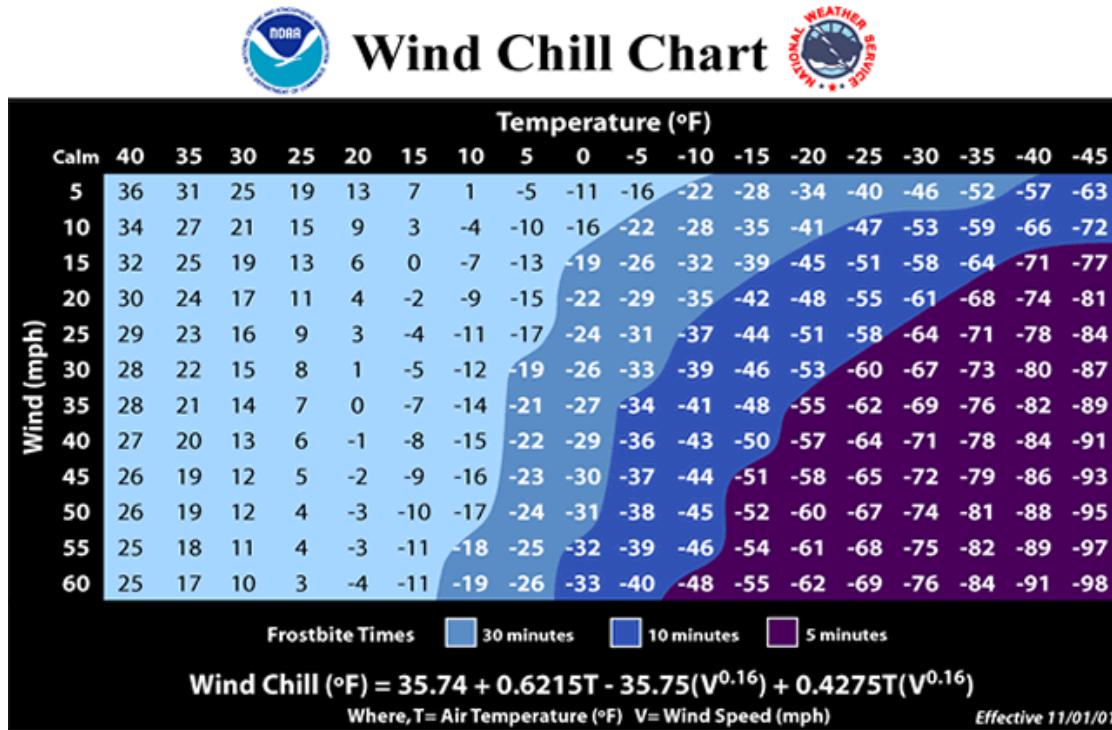 NOAA
NATIONAL OCEANIC AND ATMOSPHERIC ADMINISTRATION
U.S. DEPARTMENT OF COMMERCE
Wind Chill Chart
NATIONAL WEATHER SERVICE
Temperature (ºF)
Calm 40 35 30 25 20 15 10 5 0 -5 -10 -15 -20 -25 -30 -35 -40 -45
5 36 31 25 19 13 7 1 -5 -11 -16 -22 -28 -34 -40 -46 -52 -57 -63
10 34 27 21 15 9 3 -4 -10 -16 -22 -28 -35 -41 -47 -53 -59 -66 -72
15 32 25 19 13 6 0 -7 -13 -19 -26 -32 -39 -45 -51 -58 -64 -71 -77
20 30 24 17 11 4 -2 -9 -15 -22 -29 -35 -42 -48 -55 -61 -68 -74 -81
25 29 23 16 9 3 -4 -11 -17 -24 -31 -37 -44 -51 -58 -64 -71 -78 -84
30 28 22 15 8 1 -5 -12 -19 -26 -33 -39 -46 -53 -60 -67 -73 -80 -87
35 28 21 14 7 0 -7 -14 -21 -27 -34 -41 -48 -55 -62 -69 -76 -82 -89
40 27 20 13 6 -1 -8 -15 -22 -29 -36 -43 -50 -57 -64 -71 -78 -84 -91
45 26 19 12 5 -2 -9 -16 -23 -30 -37 -44 -51 -58 -65 -72 -79 -86 -93
50 26 19 12 4 -3 -10 -17 -24 -31 -38 -45 -52 -60 -67 -74 -81 -88 -95
55 25 18 11 4 -3 -11 -18 -25 -32 -39 -46 -54 -61 -68 -75 -82 -89 -97
60 25 17 10 3 -4 -11 -19 -26 -33 -40 -48 -55 -62 -69 -76 -84 -91 -98
Wind (mph)
Frostbite Times 30 minutes 10 minutes 5 minutes
Wind Chill (ºF) = 35.74 + 0.6215T - 35.75(V^0.16) + 0.4275T(V^0.16)
Where, T= Air Temperature (ºF) V= Wind Speed (mph)
Effective 11/01/01